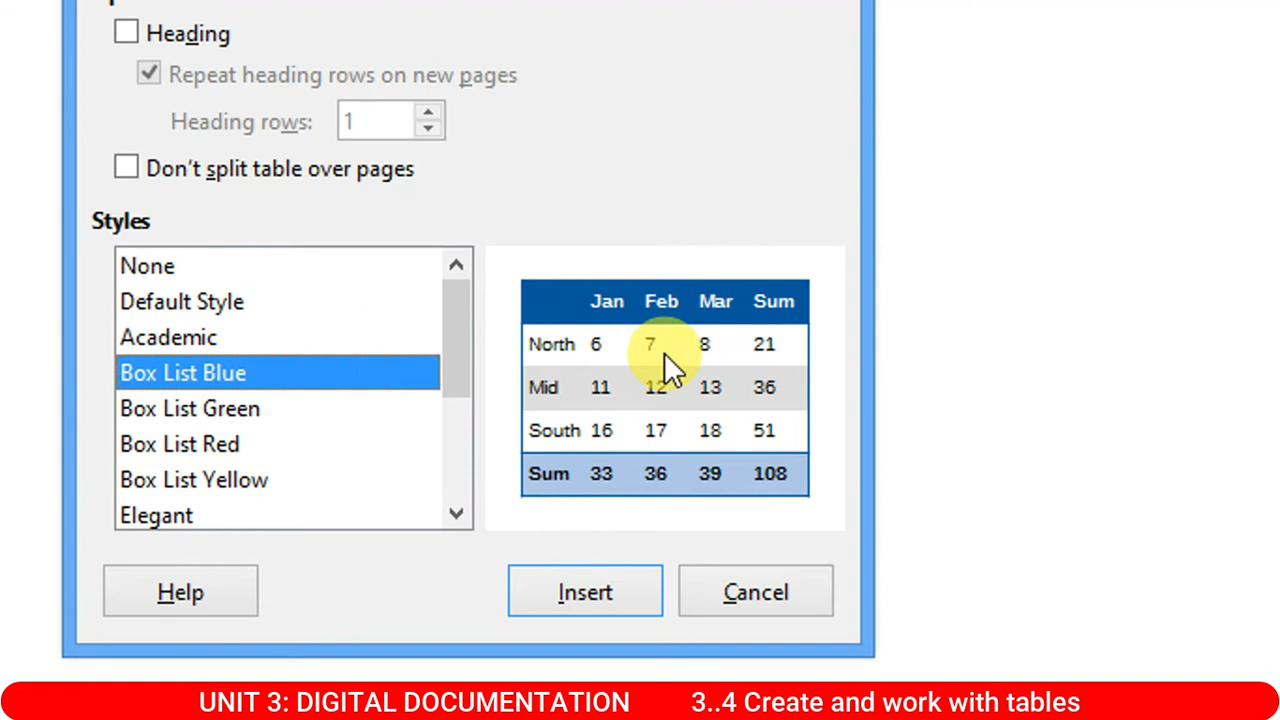 Heading
Repeat heading rows on new pages
Heading rows: 1
Don't split table over pages
Styles
None
Default Style
Academic
Box List Blue
Box List Green
Box List Red
Box List Yellow
Elegant
Jan Feb Mar Sum
North 6 7 8 21
Mid 11 12 13 36
South 16 17 18 51
Sum 33 36 39 108
Help Insert Cancel
UNIT 3: DIGITAL DOCUMENTATION 3..4 Create and work with tables